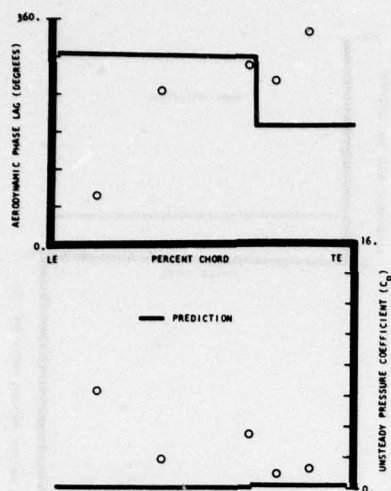 360.
AERODYNAMIC PHASE LAG (DEGREES)
0.
LE PERCENT CHORD TE
16.
PREDICTION
UNSTEADY PRESSURE COEFFICIENT (Cp)
0